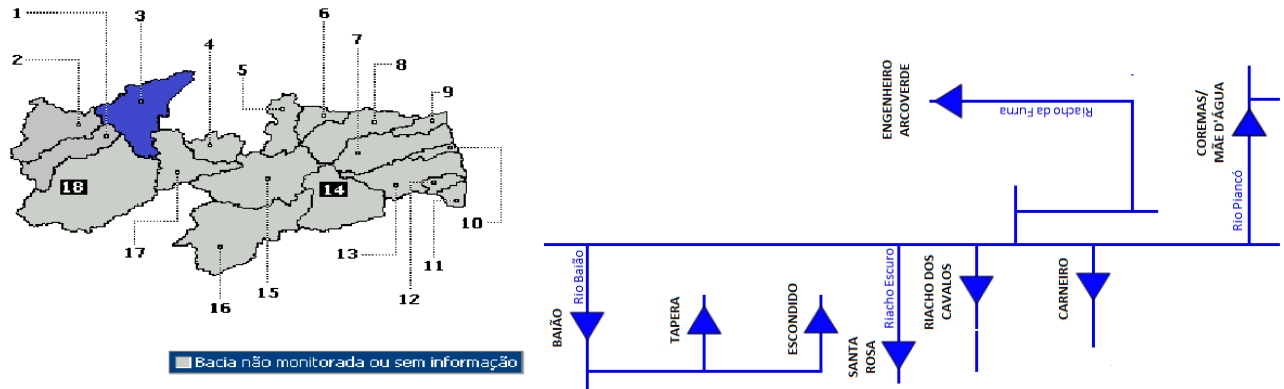 1
3
6
2
4
7
5
8
9
18
14
10
17
13
11
12
16
15
Bacia não monitorada ou sem informação
ENGENHEIRO
ARCOVERDE
Riacho da Furna
COREMAS/
MÃE D'ÁGUA
Rio Piancó
Rio Baião
BAIÃO
TAPERA
ESCONDIDO
Riacho Escuro
SANTA
ROSA
RIACHO DOS
CAVALOS
CARNEIRO